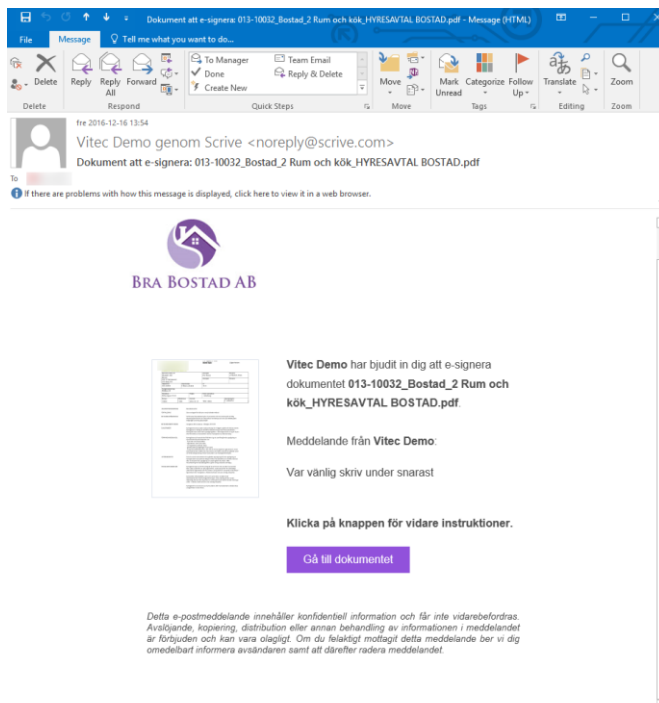 Dokument att e-signera: 013-10032_Bostad_2 Rum och kök_HYRESAVTAL BOSTAD.pdf - Message (HTML)
File Message Tell me what you want to do...
Delete
Reply
Reply All
Forward
To Manager
Done
Create New
Team Email
Reply & Delete
Move
Mark Unread
Categorize
Follow Up
Translate
Zoom
Delete Respond Quick Steps Move Tags Editing Zoom
fre 2016-12-16 13:54
Vitec Demo genom Scrive <noreply@scrive.com>
Dokument att e-signera: 013-10032_Bostad_2 Rum och kök_HYRESAVTAL BOSTAD.pdf
To
If there are problems with how this message is displayed, click here to view it in a web browser.
BRA BOSTAD AB
Vitec Demo har bjudit in dig att e-signera
dokumentet 013-10032_Bostad_2 Rum och
kök_HYRESAVTAL BOSTAD.pdf.
Meddelande från Vitec Demo:
Var vänlig skriv under snarast
Klicka på knappen för vidare instruktioner.
Gå till dokumentet
Detta e-postmeddelande innehåller konfidentiell information och får inte vidarebefordras.
Avslöjande, kopiering, distribution eller annan behandling av informationen i meddelandet
är förbjuden och kan vara olagligt. Om du felaktigt mottagit detta meddelande ber vi dig
omedelbart informera avsändaren samt att därefter radera meddelandet.